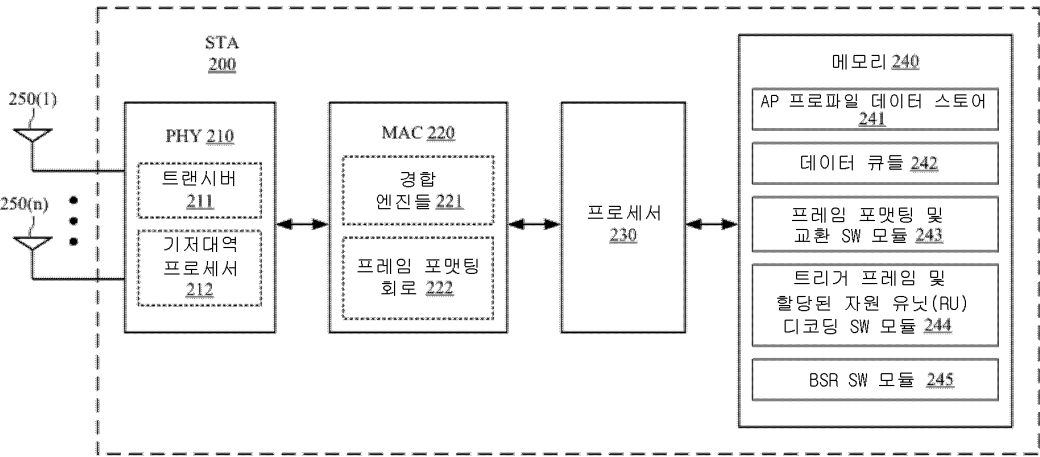 STA
200
250(1)
250(n)
PHY 210
트랜시버
211
기저대역
프로세서
212
MAC 220
경합
엔진들 221
프레임 포맷팅
회로 222
프로세서
230
메모리 240
AP 프로파일 데이터 스토어
241
데이터 큐들 242
프레임 포맷팅 및
교환 SW 모듈 243
트리거 프레임 및
할당된 자원 유닛(RU)
디코딩 SW 모듈 244
BSR SW 모듈 245